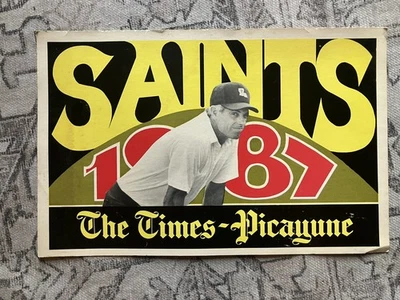 SAINTS
1987
The Times-Picayune